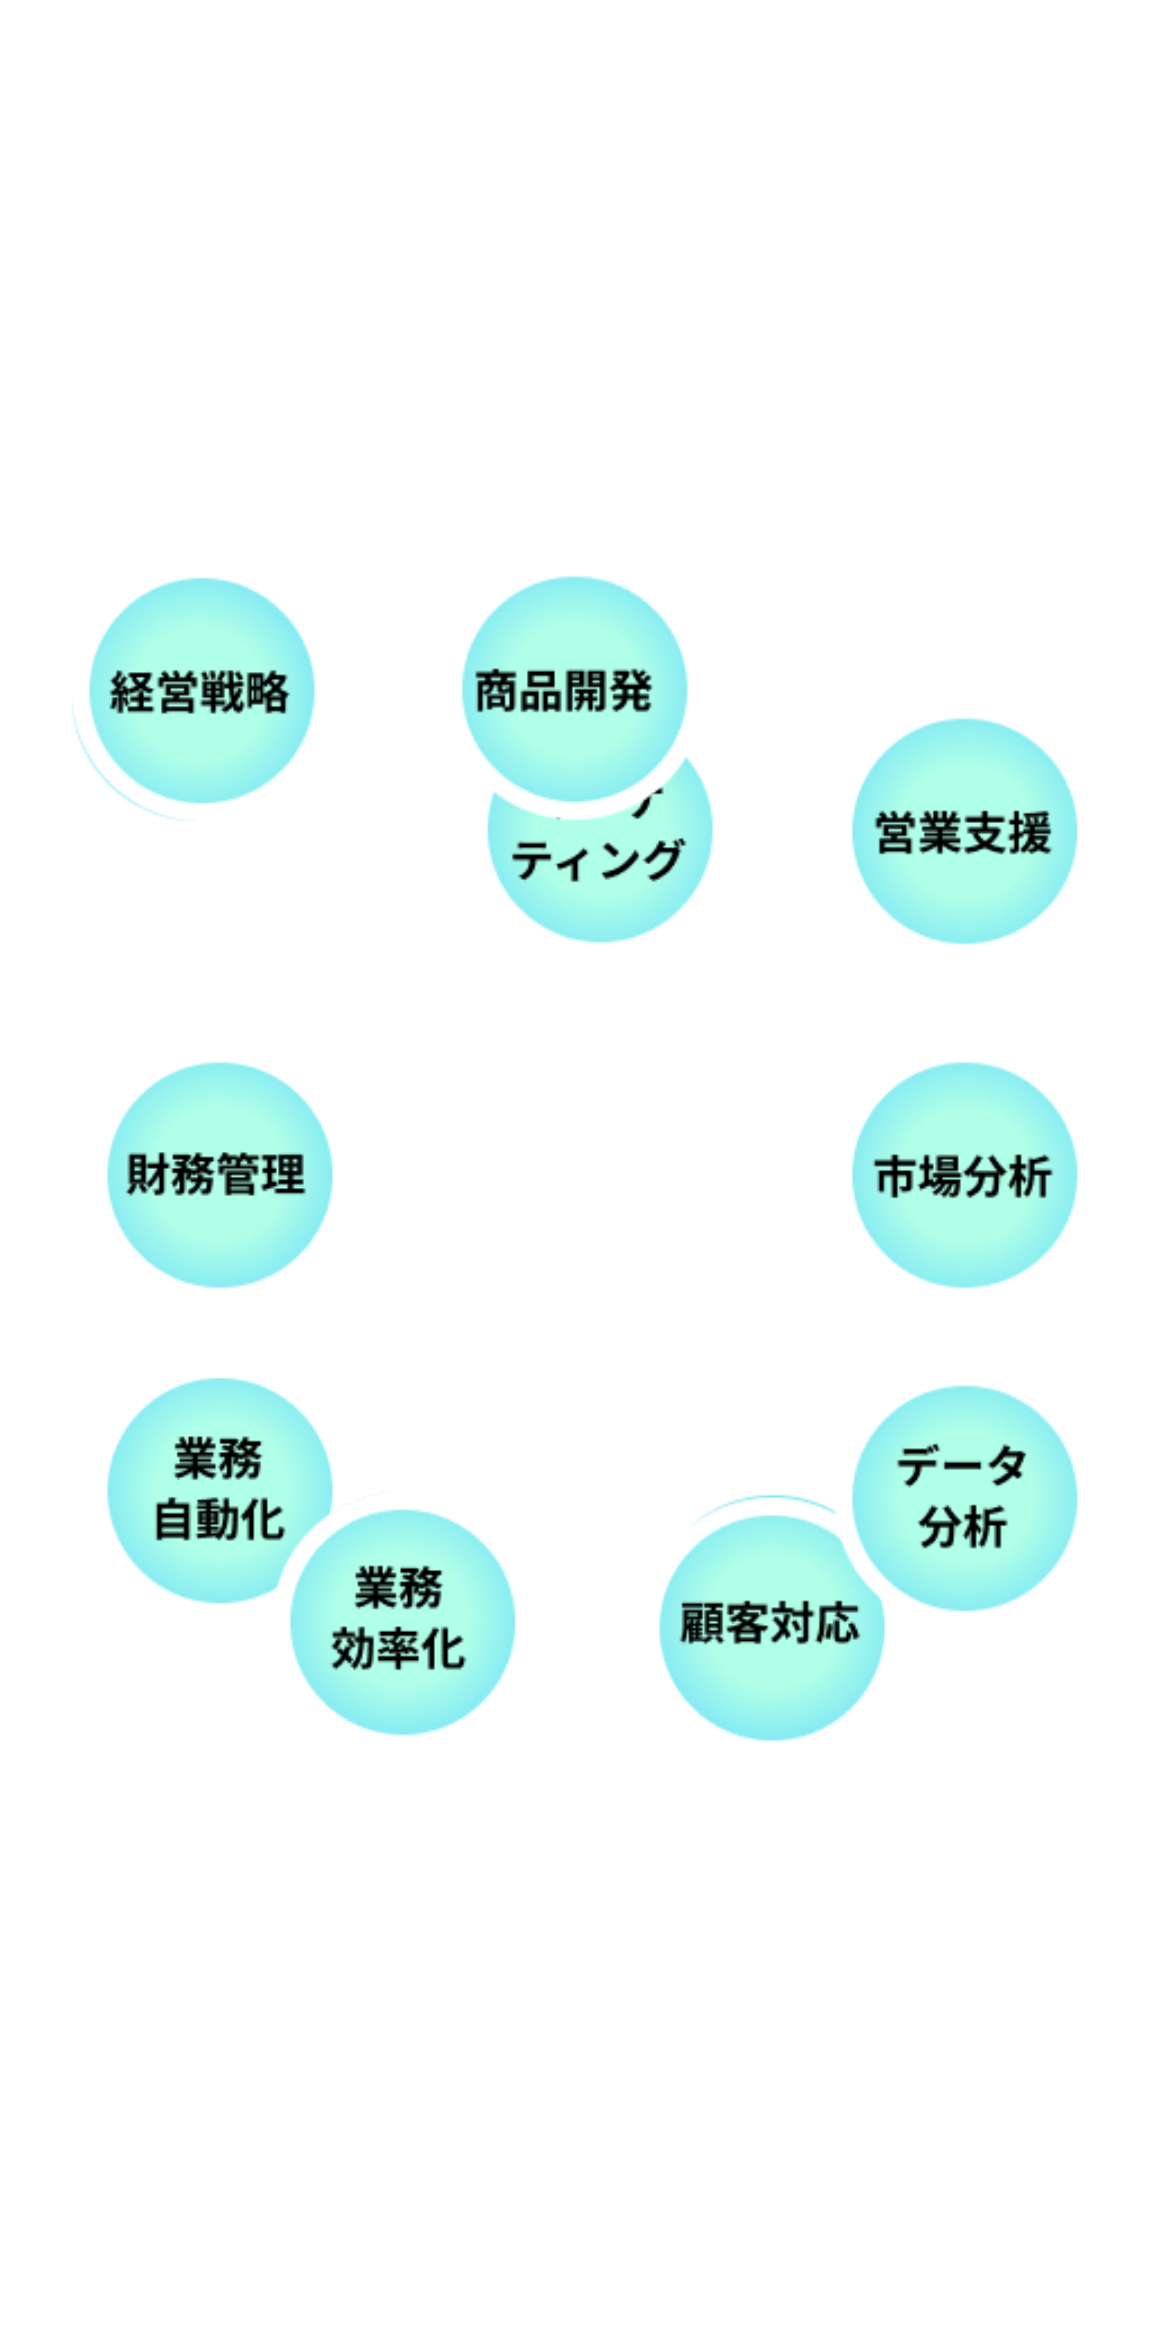 経営戦略
商品開発
ティング
営業支援
財務管理
市場分析
業務
自動化
業務
効率化
顧客対応
データ
分析